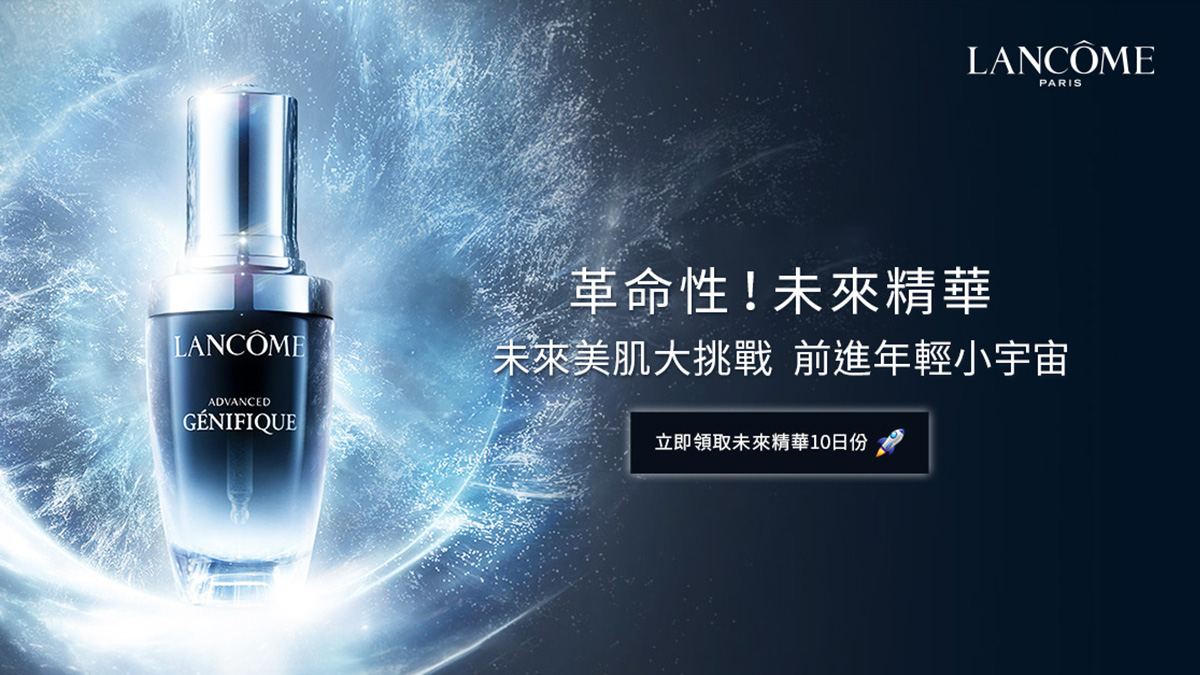 LANCÔME
PARIS
LANCÔME
ADVANCED
GÉNIFIQUE
革命性！未來精華
未來美肌大挑戰 前進年輕小宇宙
立即領取未來精華10日份 🚀